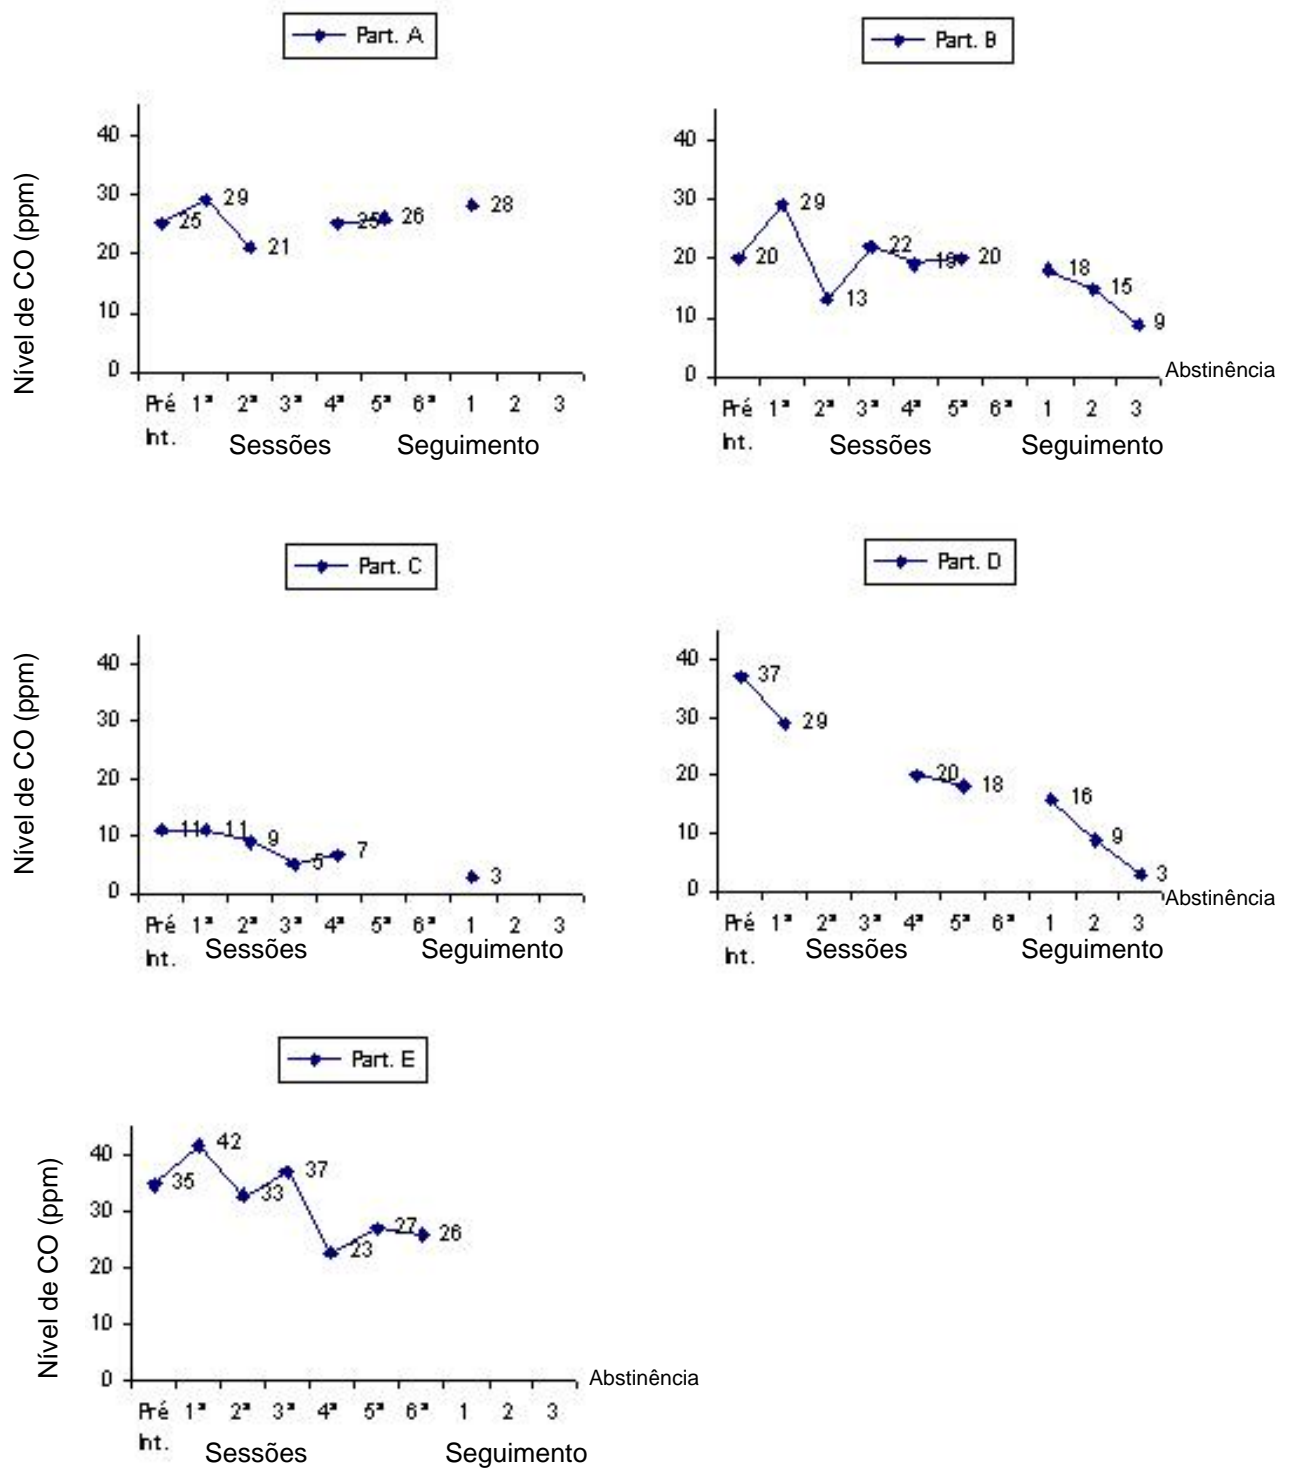 Part. A
Nível de CO (ppm)
40
30
20
10
0
25
29
21
25
26
28
Pré 1ª 2ª 3ª 4ª 5ª 6ª 1 2 3
Int.
Sessões Seguimento
Part. B
40
30
20
10
0
20
29
13
22
19
20
18
15
9
Abstinência
Pré 1ª 2ª 3ª 4ª 5ª 6ª 1 2 3
Int.
Sessões Seguimento
Part. C
Nível de CO (ppm)
40
30
20
10
0
11
11
9
5
7
3
Pré 1ª 2ª 3ª 4ª 5ª 6ª 1 2 3
Int.
Sessões Seguimento
Part. D
40
30
20
10
0
37
29
20
18
16
9
3
Abstinência
Pré 1ª 2ª 3ª 4ª 5ª 6ª 1 2 3
Int.
Sessões Seguimento
Part. E
Nível de CO (ppm)
40
30
20
10
0
35
42
33
37
23
27
26
Abstinência
Pré 1ª 2ª 3ª 4ª 5ª 6ª 1 2 3
Int.
Sessões Seguimento